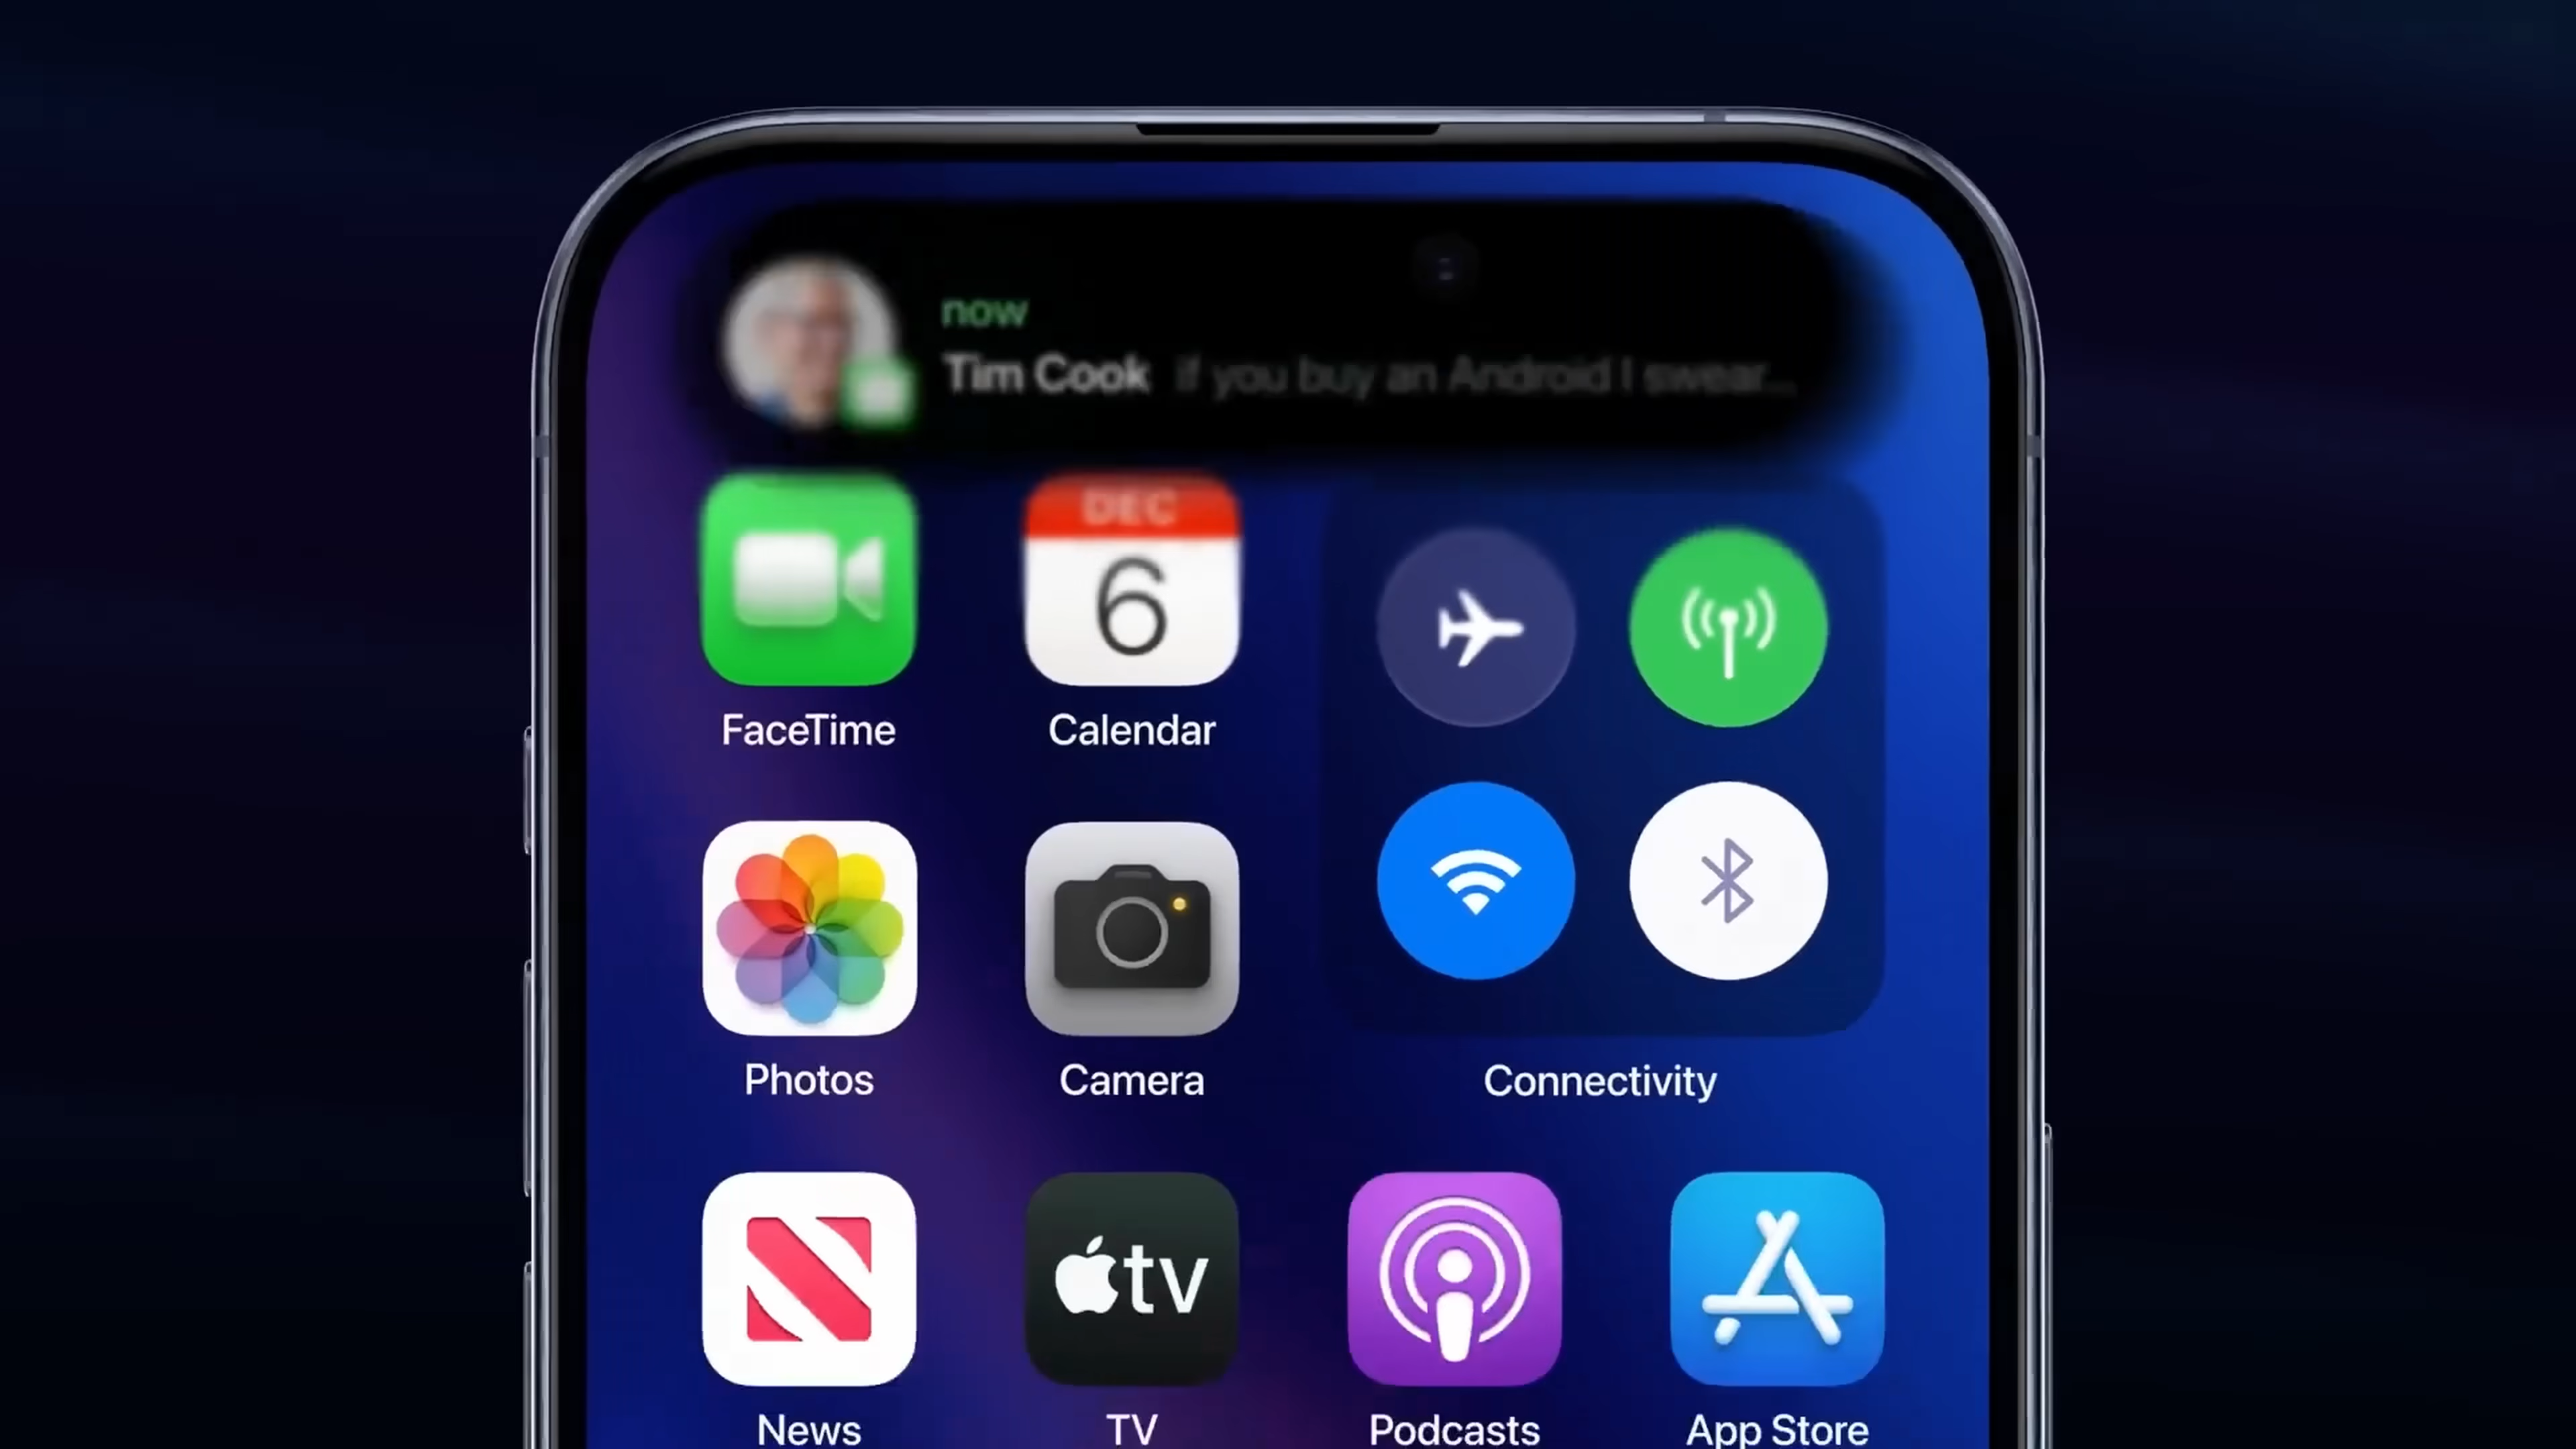 now
Tim Cook if you buy an Android I swear...
DEC
6
FaceTime
Calendar
Photos
Camera
Connectivity
tv
News
TV
Podcasts
App Store